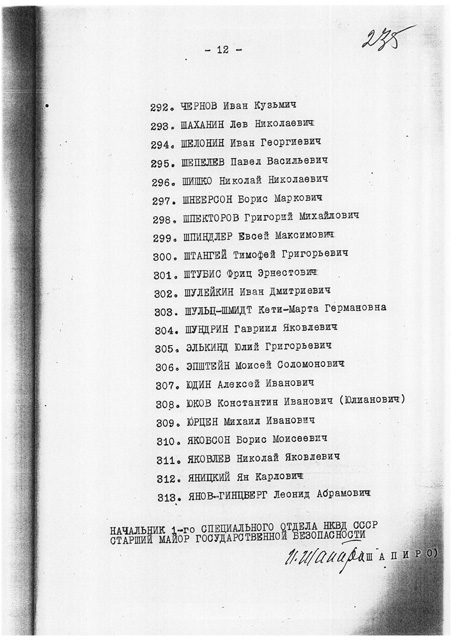 - 12 -
235
292. ЧЕРНОВ Иван Кузьмич
293. ШАХАНИН Лев Николаевич
294. ШЕЛОНИН Иван Георгиевич
295. ШЕПЕЛЕВ Павел Васильевич
296. ШИШКО Николай Николаевич
297. ШНЕЕРСОН Борис Маркович
298. ШПЕКТОРОВ Григорий Михайлович
299. ШПИНДЛЕР Евсей Максимович
300. ШТАНГЕЙ Тимофей Григорьевич
301. ШТУБИС Фриц Эрнестович
302. ШУЛЕЙКИН Иван Дмитриевич
303. ШУЛЬЦ-ШМИДТ Кети-Марта Германовна
304. ШУНДРИН Гавриил Яковлевич
305. ЭЛЬКИНД Юлий Григорьевич
306. ЭПШТЕЙН Моисей Соломонович
307. ЮДИН Алексей Иванович
308. ЮКОВ Константин Иванович (Юлианович)
309. ЮРЦЕН Михаил Иванович
310. ЯКОБСОН Борис Моисеевич
311. ЯКОВЛЕВ Николай Яковлевич
312. ЯНИЦКИЙ Ян Карлович
313. ЯНОВ-ГИНЦБЕРГ Леонид Абрамович
НАЧАЛЬНИК 1-го СПЕЦИАЛЬНОГО ОТДЕЛА НКВД СССР
СТАРШИЙ МАЙОР ГОСУДАРСТВЕННОЙ БЕЗОПАСНОСТИ
И. Шапиро ШАПИРО)